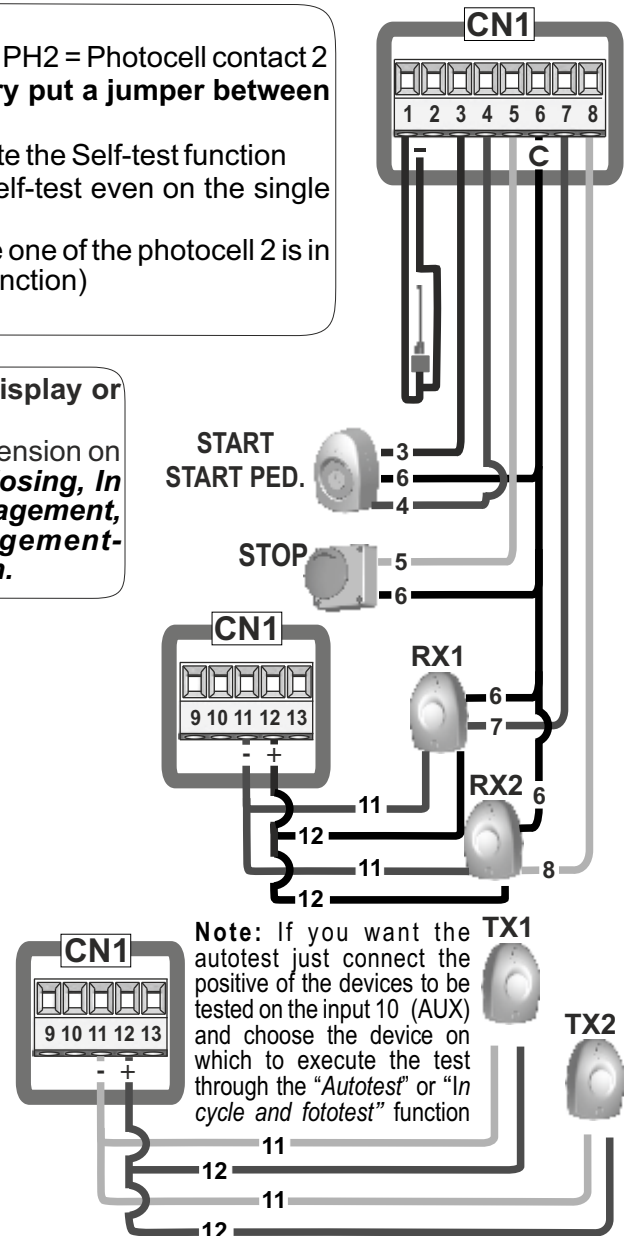 PH2 = Photocell contact 2
ry put a jumper between
te the Self-test function
elf-test even on the single
e one of the photocell 2 is in
nction)
CN1
1 2 3 4 5 6 7 8
- C
isplay or
ension on
losing, In
agement,
gement-
n.
START
START PED.
3
6
4
STOP
5
6
CN1
9 10 11 12 13
- +
RX1
6
7
RX2
6
11
12
11
8
12
Note: If you want the
autotest just connect the
positive of the devices to be
tested on the input 10 (AUX)
and choose the device on
which to execute the test
through the “Autotest” or “In
cycle and fototest” function
TX1
TX2
CN1
9 10 11 12 13
- +
11
12
11
12